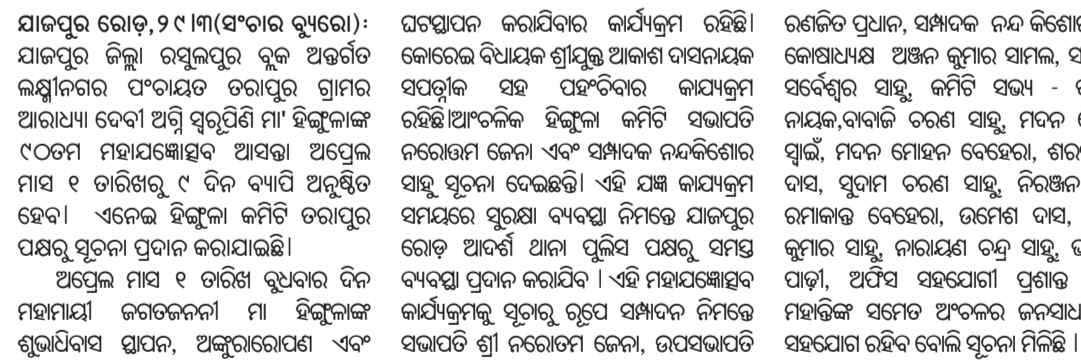 ଯାଜପୁର ରୋଡ଼,୨୯।୩(ସଂଚାର ବ୍ୟୁରୋ):
ଯାଜପୁର ଜିଲ୍ଲା ରସୁଲପୁର ବ୍ଲକ ଅନ୍ତର୍ଗତ
ଲକ୍ଷ୍ମୀନଗର ପଂଚାୟତ ତରାପୁର ଗ୍ରାମର
ଆରାଧ୍ୟା ଦେବୀ ଅଗ୍ନି ସ୍ବରୂପିଣି ମା' ହିଙ୍ଗୁଳାଙ୍କ
୯୦ତମ ମହାଯଜ୍ଞୋତ୍ସବ ଆସନ୍ତା ଅପ୍ରେଲ
ମାସ ୧ ତାରିଖରୁ ୯ ଦିନ ବ୍ୟାପି ଅନୁଷ୍ଠିତ
ହେବ। ଏନେଇ ହିଙ୍ଗୁଳା କମିଟି ତରାପୁର
ପକ୍ଷରୁ ସୂଚନା ପ୍ରଦାନ କରାଯାଇଛି।
ଅପ୍ରେଲ ମାସ ୧ ତାରିଖ ବୁଧବାର ଦିନ
ମହାମାୟୀ ଜଗତଜନନୀ ମା ହିଙ୍ଗୁଳାଙ୍କ
ଶୁଭାଧିବାସ ସ୍ଥାପନ, ଅଙ୍କୁରାରୋପଣ ଏବଂ
ଘଟସ୍ଥାପନ କରାଯିବାର କାର୍ଯ୍ୟକ୍ରମ ରହିଛି।
କୋରେଇ ବିଧାୟକ ଶ୍ରୀଯୁକ୍ତ ଆକାଶ ଦାସନାୟକ
ସପତ୍ନୀକ ସହ ପହଂଚିବାର କାଯ୍ୟକ୍ରମ
ରହିଛି।ଆଂଚଳିକ ହିଙ୍ଗୁଳା କମିଟି ସଭାପତି
ନରୋତ୍ତମ ଜେନା ଏବଂ ସମ୍ପାଦକ ନନ୍ଦକିଶୋର
ସାହୁ ସୂଚନା ଦେଇଛନ୍ତି। ଏହି ଯଜ୍ଞ କାଯ୍ୟକ୍ରମ
ସମୟରେ ସୁରକ୍ଷା ବ୍ୟବସ୍ଥା ନିମନ୍ତେ ଯାଜପୁର
ରୋଡ଼ ଆଦର୍ଶ ଥାନା ପୁଲିସ ପକ୍ଷରୁ ସମସ୍ତ
ବ୍ୟବସ୍ଥା ପ୍ରଦାନ କରାଯିବ । ଏହି ମହାଯଜ୍ଞୋତ୍ସବ
କାର୍ଯ୍ୟକ୍ରମକୁ ସୂଚାରୁ ରୂପେ ସମ୍ପାଦନ ନିମନ୍ତେ
ସଭାପତି ଶ୍ରୀ ନରୋତମ ଜେନା, ଉପସଭାପତି
ରଣଜିତ ପ୍ରଧାନ, ସମ୍ପାଦକ ନନ୍ଦ
କୋଷାଧ୍ୟକ୍ଷ ଅଞ୍ଜନ କୁମାର ସାମଲ,
ସର୍ବେଶ୍ୱର ସାହୁ, କମିଟି ସଭ୍ୟ -
ନାୟକ,ବାବାଜି ଚରଣ ସାହୁ, ମଦନ
ସ୍ୱାଇଁ, ମଦନ ମୋହନ ବେହେରା,
ଦାସ, ସୁଦାମ ଚରଣ ସାହୁ, ନିରଞ୍ଜନ
ରମାକାନ୍ତ ବେହେରା, ଉମେଶ ଦାସ,
କୁମାର ସାହୁ, ନାରାୟଣ ଚନ୍ଦ୍ର ସାହୁ,
ପାଢ଼ୀ, ଅଫିସ ସହଯୋଗୀ ପ୍ରଶାନ୍ତ
ମହାନ୍ତିଙ୍କ ସମେତ ଅଂଚକର
ସହଯୋଗ ରହିବ ବୋଲି ସୂଚନା ମିଳିଛି ।